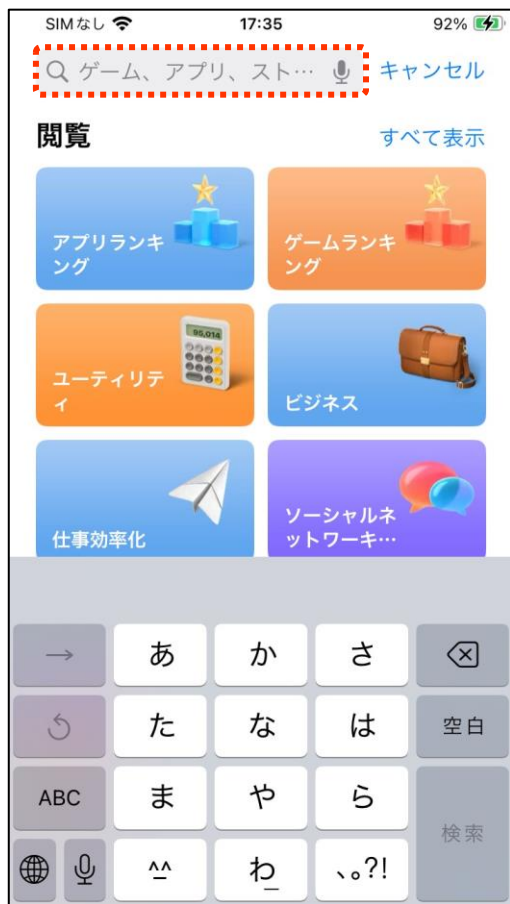 SIMなし 17:35 92%
ゲーム、アプリ、スト… キャンセル
閲覧 すべて表示
アプリランキ
ング
ゲームランキ
ング
95,014
ユーティリテ
ィ
ビジネス
仕事効率化
ソーシャルネ
ットワーキ…
→ あ か さ
た な は 空白
ABC ま や ら
検索
^^ わ_ 、。?!